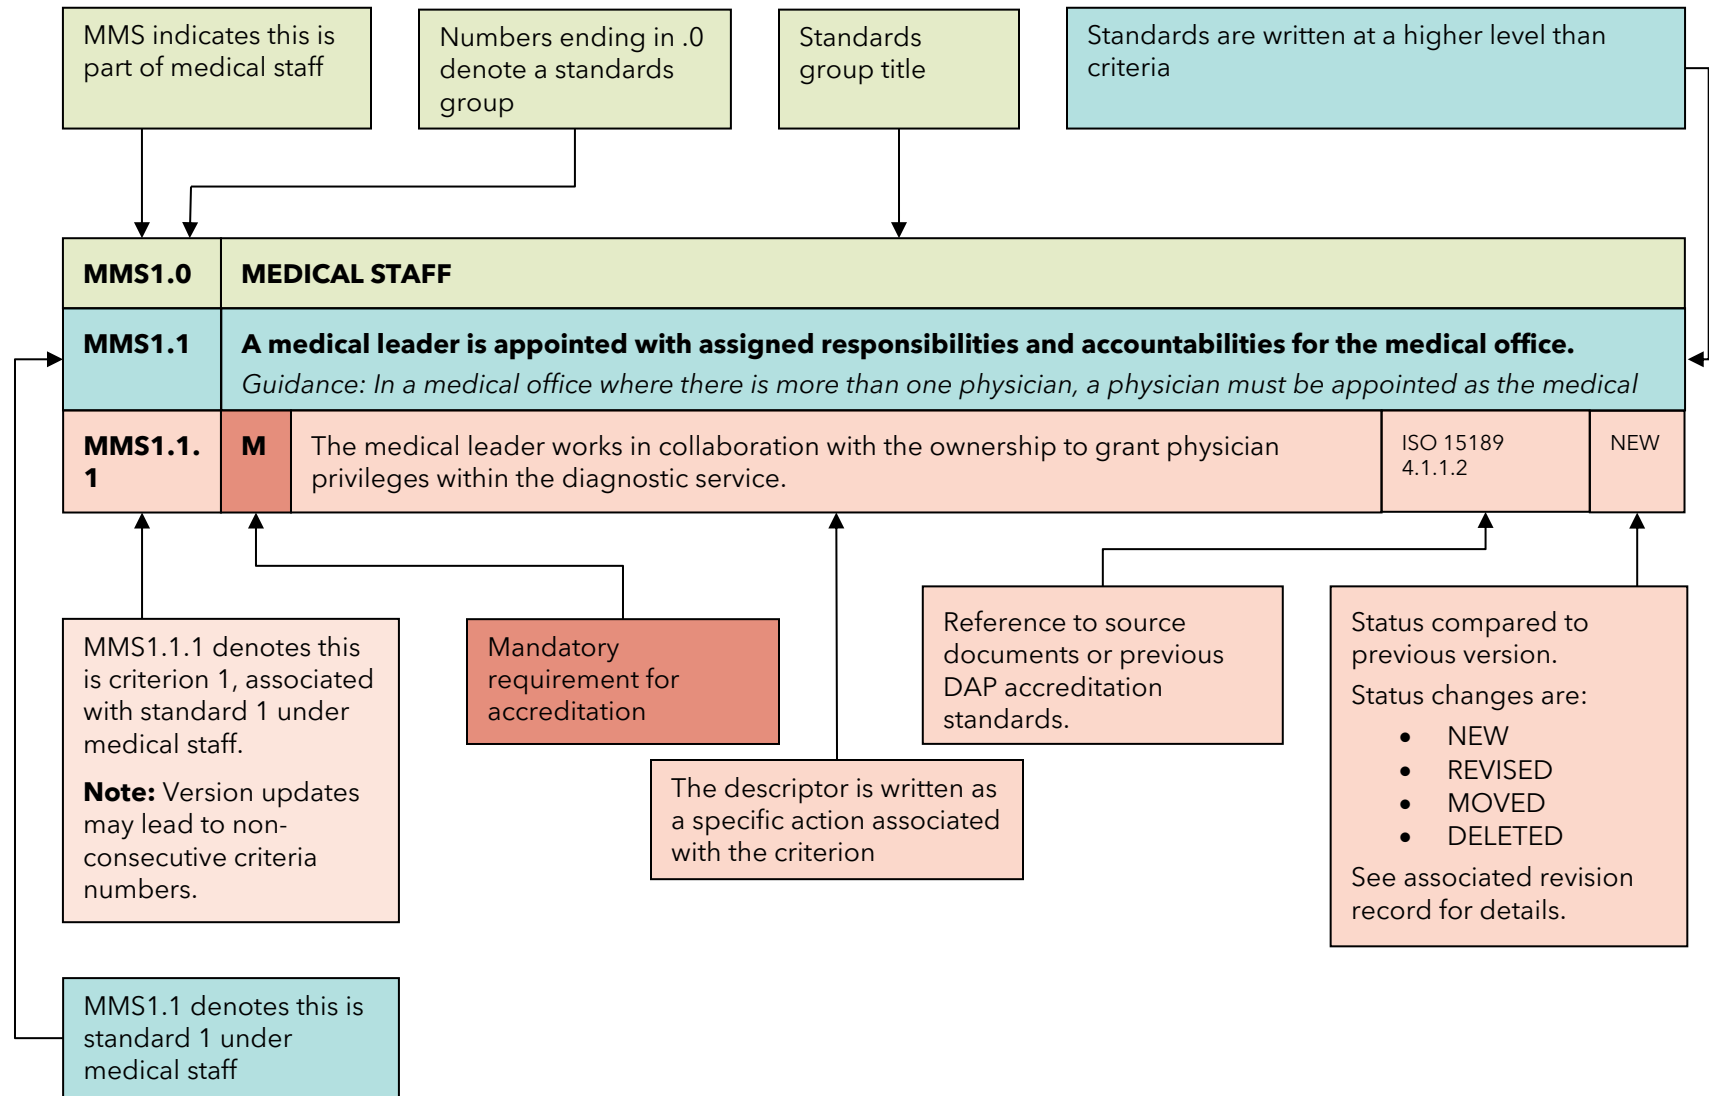 MMS indicates this is
part of medical staff
Numbers ending in .0
denote a standards
group
Standards
group title
Standards are written at a higher level than
criteria
MMS1.0
MEDICAL STAFF
MMS1.1
A medical leader is appointed with assigned responsibilities and accountabilities for the medical office.
Guidance: In a medical office where there is more than one physician, a physician must be appointed as the medical
MMS1.1.
1
M
The medical leader works in collaboration with the ownership to grant physician
privileges within the diagnostic service.
ISO 15189
4.1.1.2
NEW
MMS1.1.1 denotes this
is criterion 1, associated
with standard 1 under
medical staff.
Note: Version updates
may lead to non-
consecutive criteria
numbers.
Mandatory
requirement for
accreditation
The descriptor is written as
a specific action associated
with the criterion
Reference to source
documents or previous
DAP accreditation
standards.
Status compared to
previous version.
Status changes are:
• NEW
• REVISED
• MOVED
• DELETED
See associated revision
record for details.
MMS1.1 denotes this is
standard 1 under
medical staff